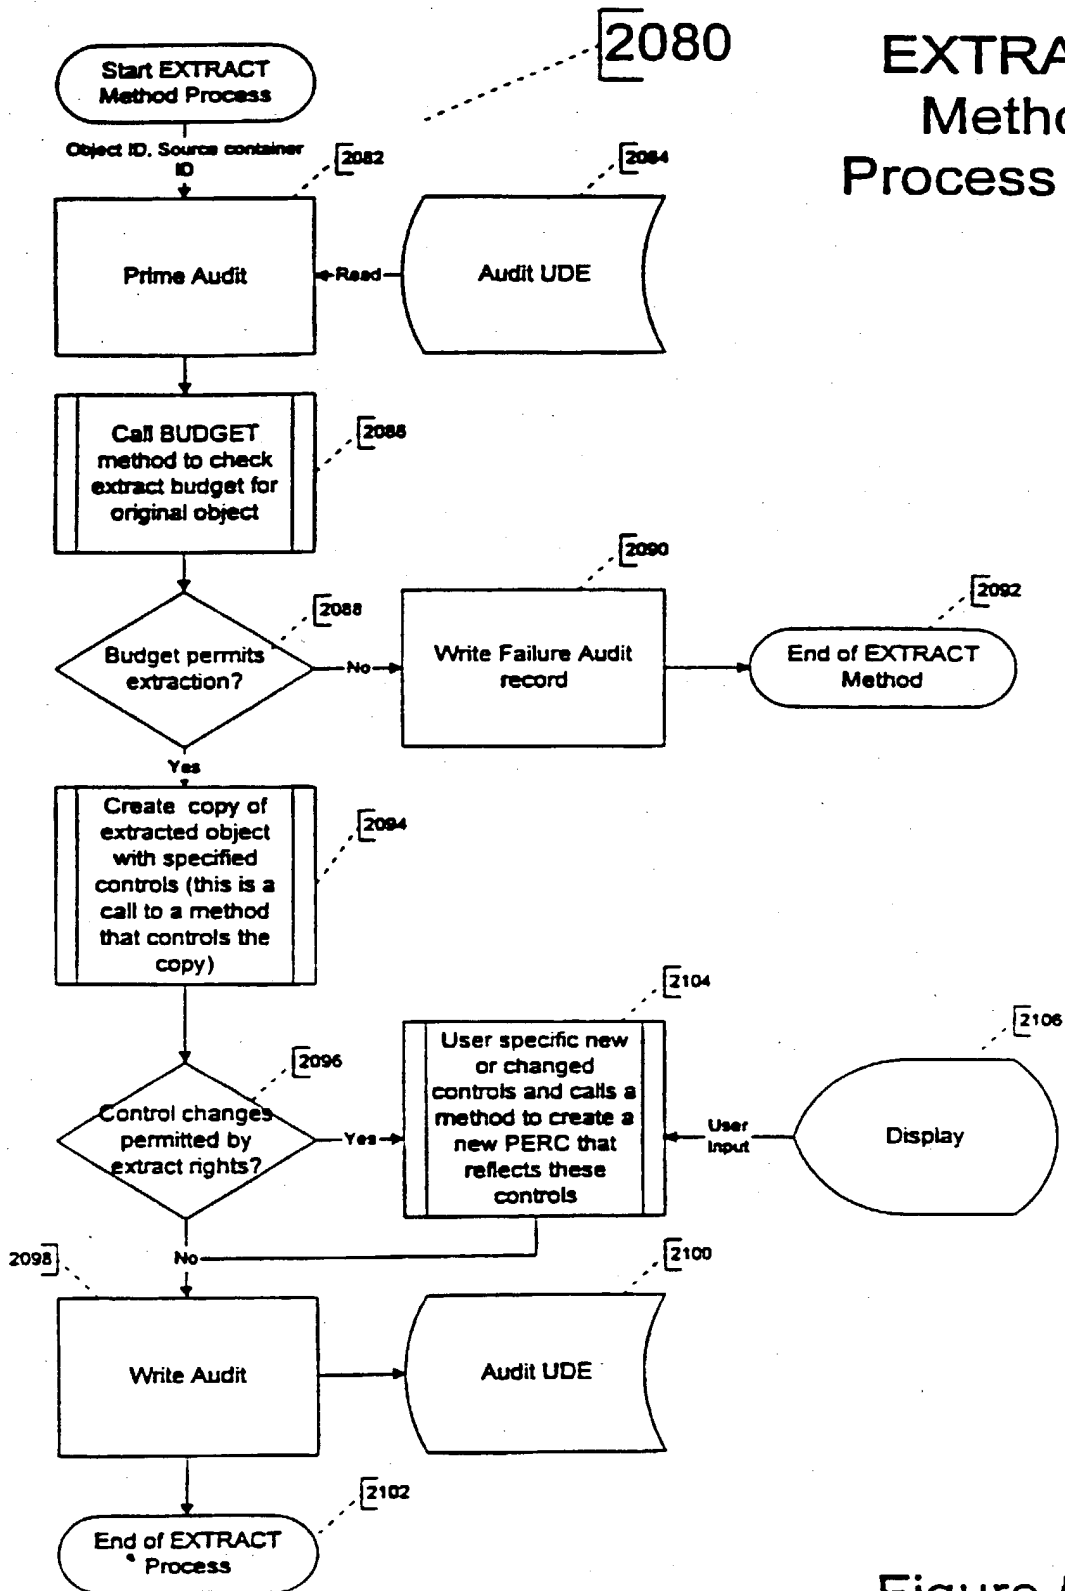 2080
EXTRA
Metho
Process
Start EXTRACT
Method Process
Object ID, Source container
ID
2082
2084
Prime Audit
Read
Audit UDE
Call BUDGET
method to check
extract budget for
original object
2086
2088
Budget permits
extraction?
No
2090
Write Failure Audit
record
2092
End of EXTRACT
Method
Yes
Create copy of
extracted object
with specified
controls (this is a
call to a method
that controls the
copy)
2094
2096
Control changes
permitted by
extract rights?
Yes
2104
User specific new
or changed
controls and calls a
method to create a
new PERC that
reflects these
controls
User
Input
2106
Display
No
2098
Write Audit
2100
Audit UDE
2102
End of EXTRACT
Process
Figure